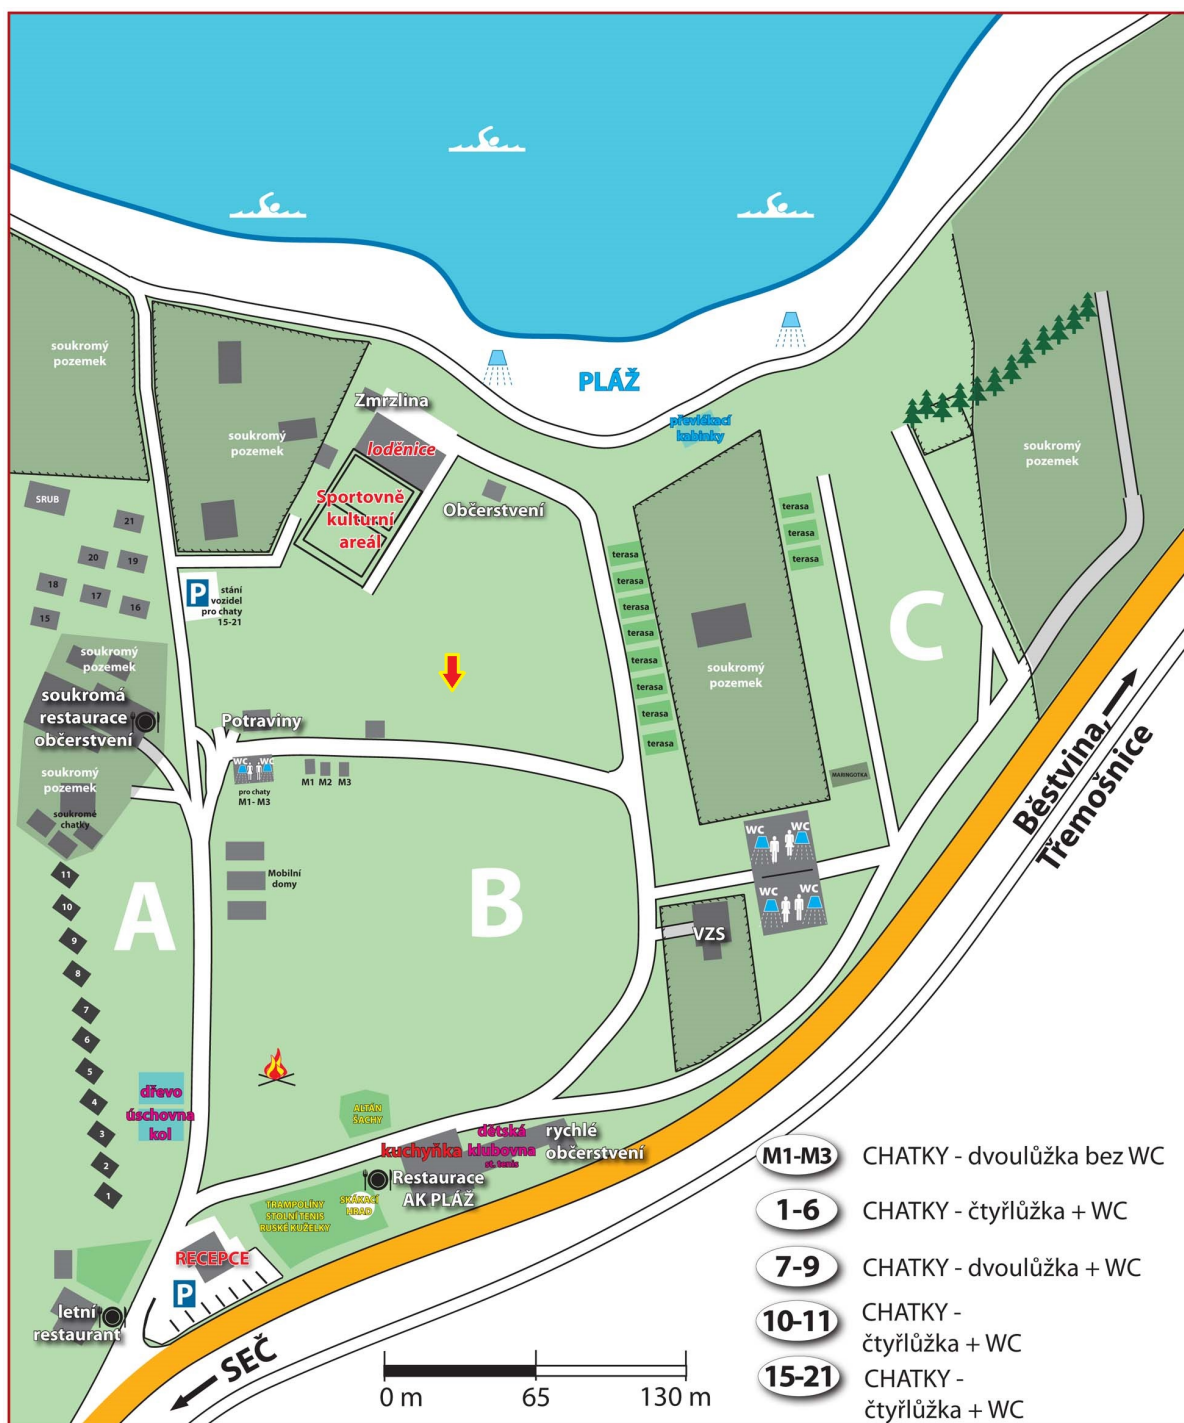 PLÁŽ
soukromý
pozemek
Zmrzlina
převlékací
kabinky
soukromý
pozemek
loděnice
soukromý
pozemek
SRUB
Sportovně
kulturní
areál
Občerstvení
terasa
terasa
terasa
21
20
19
18
17
16
15
P
stání
vozidel
pro chaty
15-21
terasa
terasa
terasa
terasa
terasa
terasa
terasa
terasa
C
soukromý
pozemek
soukromý
pozemek
soukromá
restaurace
občerstvení
Potraviny
WC
WC
pro chaty
M1- M3
M1
M2
M3
soukromý
pozemek
soukromé
chatky
MARINGOTKA
Běstvina,
Třemošnice
WC
WC
WC
WC
Mobilní
domy
A
B
VZS
11
10
9
8
7
6
5
4
3
2
1
dřevo
úschovna
kol
ALTÁN
ŠACHY
kuchyňka
dětská
klubovna
st. tenis
rychlé
občerstvení
Restaurace
AK PLÁŽ
TRAMPOLÍNY
STOLNÍ TENIS
RUSKÉ KUŽELKY
SKÁKACÍ
HRAD
RECEPCE
P
letní
restaurant
SEČ
0 m 65 130 m
M1-M3 CHATKY - dvoulůžka bez WC
1-6 CHATKY - čtyřlůžka + WC
7-9 CHATKY - dvoulůžka + WC
10-11 CHATKY -
čtyřlůžka + WC
15-21 CHATKY -
čtyřlůžka + WC